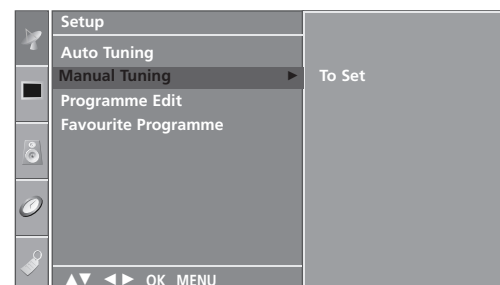 Setup
Auto Tuning
Manual Tuning ► To Set
Programme Edit
Favourite Programme
▲▼ ◄► OK MENU